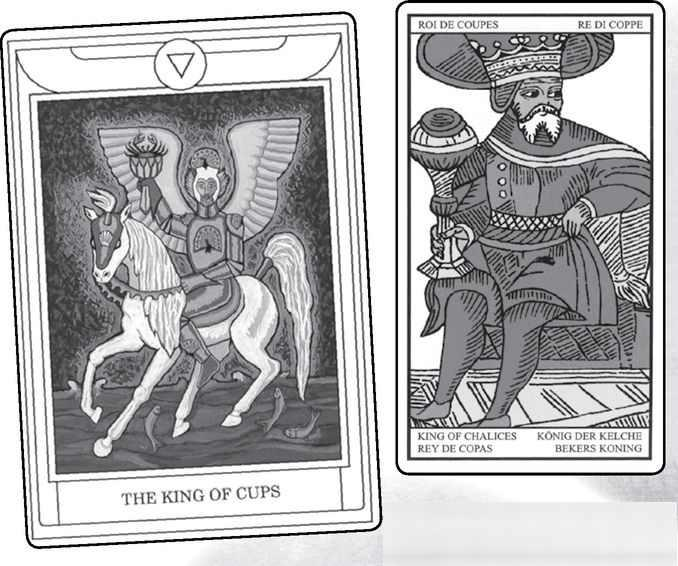 THE KING OF CUPS
ROI DE COUPES
RE DI COPPE
KING OF CHALICES
KÖNIG DER KELCHE
REY DE COPAS
BEKERS KONING